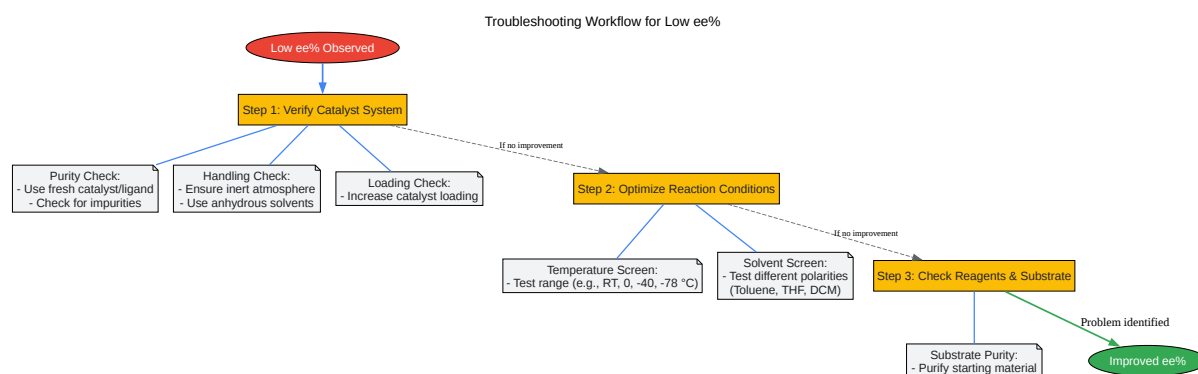 Troubleshooting Workflow for Low ee%
Low ee% Observed
Step 1: Verify Catalyst System
If no improvement
Purity Check:
- Use fresh catalyst/ligand
- Check for impurities
Handling Check:
- Ensure inert atmosphere
- Use anhydrous solvents
Loading Check:
- Increase catalyst loading
Step 2: Optimize Reaction Conditions
If no improvement
Temperature Screen:
- Test range (e.g., RT, 0, -40, -78 °C)
Solvent Screen:
- Test different polarities
(Toluene, THF, DCM)
Step 3: Check Reagents & Substrate
Problem identified
Substrate Purity:
- Purify starting material
Improved ee%